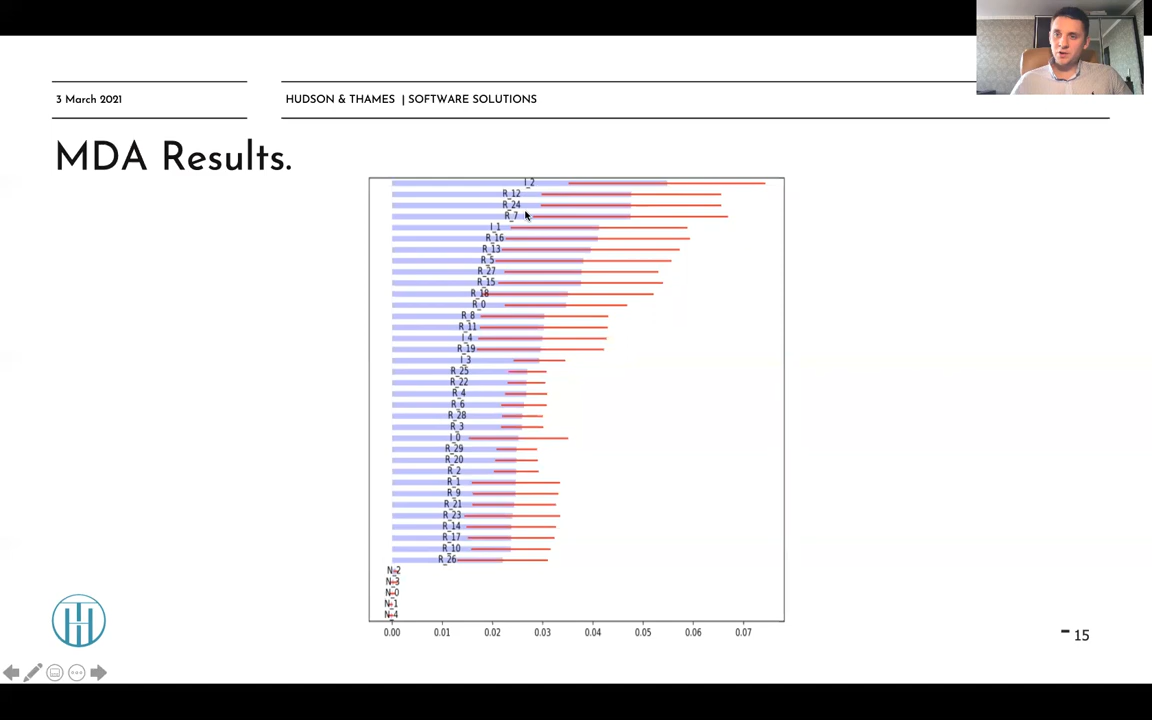 3 March 2021
HUDSON & THAMES | SOFTWARE SOLUTIONS
MDA Results.
I_2
R_12
R_24
R_7
I_1
R_16
R_13
R_5
R_27
R_15
R_18
R_0
R_8
R_11
I_4
R_19
I_3
R_25
R_22
R_4
R_6
R_28
R_3
I_0
R_29
R_20
R_2
R_1
R_9
R_21
R_23
R_14
R_17
R_10
R_26
N_2
N_3
N_0
N_1
N_4
0.00 0.01 0.02 0.03 0.04 0.05 0.06 0.07
- 15